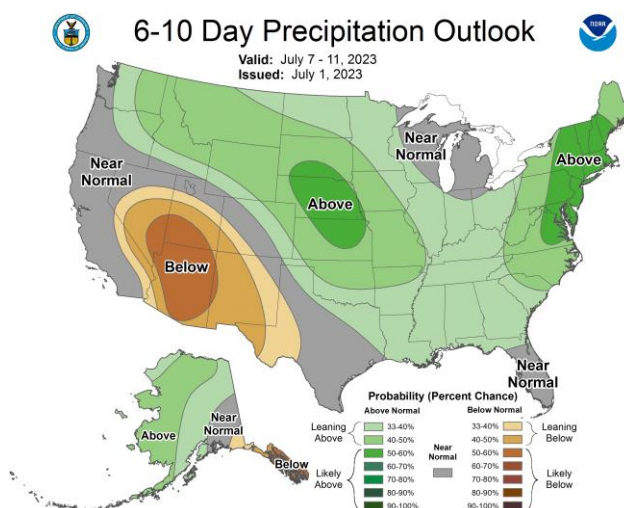 6-10 Day Precipitation Outlook
Valid: July 7 - 11, 2023
Issued: July 1, 2023
NOAA
Near
Normal
Above
Near
Normal
Above
Below
Near
Normal
Above
Near
Normal
Below
Probability (Percent Chance)
Above Normal
Below Normal
Leaning
Above
33-40%
40-50%
Likely
Above
50-60%
60-70%
70-80%
80-90%
90-100%
Near
Normal
33-40%
40-50%
Leaning
Below
50-60%
60-70%
70-80%
80-90%
90-100%
Likely
Below